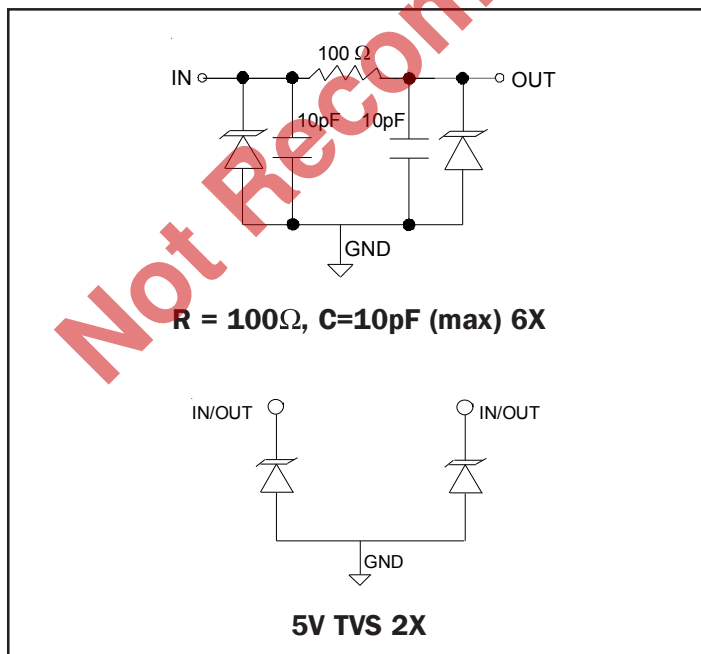 100 Ω
IN
OUT
10pF 10pF
GND
R = 100Ω, C=10pF (max) 6X
IN/OUT
IN/OUT
GND
5V TVS 2X
Not Recom